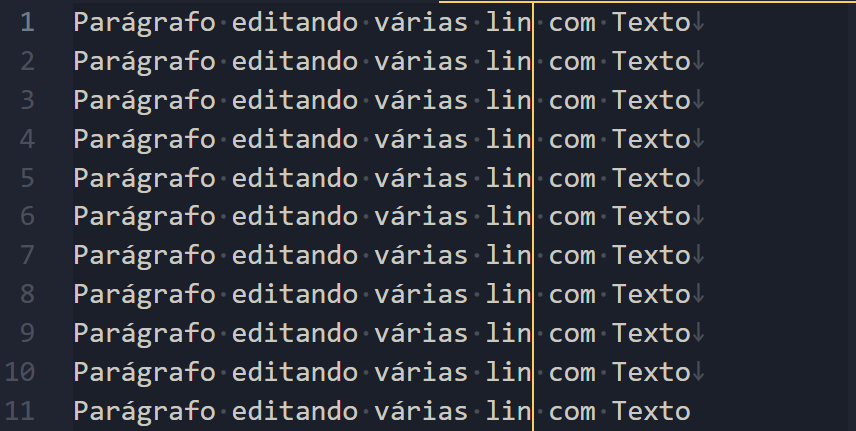 1 Parágrafo editando várias lin com Texto↓
2 Parágrafo editando várias lin com Texto↓
3 Parágrafo editando várias lin com Texto↓
4 Parágrafo editando várias lin com Texto↓
5 Parágrafo editando várias lin com Texto↓
6 Parágrafo editando várias lin com Texto↓
7 Parágrafo editando várias lin com Texto↓
8 Parágrafo editando várias lin com Texto↓
9 Parágrafo editando várias lin com Texto↓
10 Parágrafo editando várias lin com Texto↓
11 Parágrafo editando várias lin com Texto